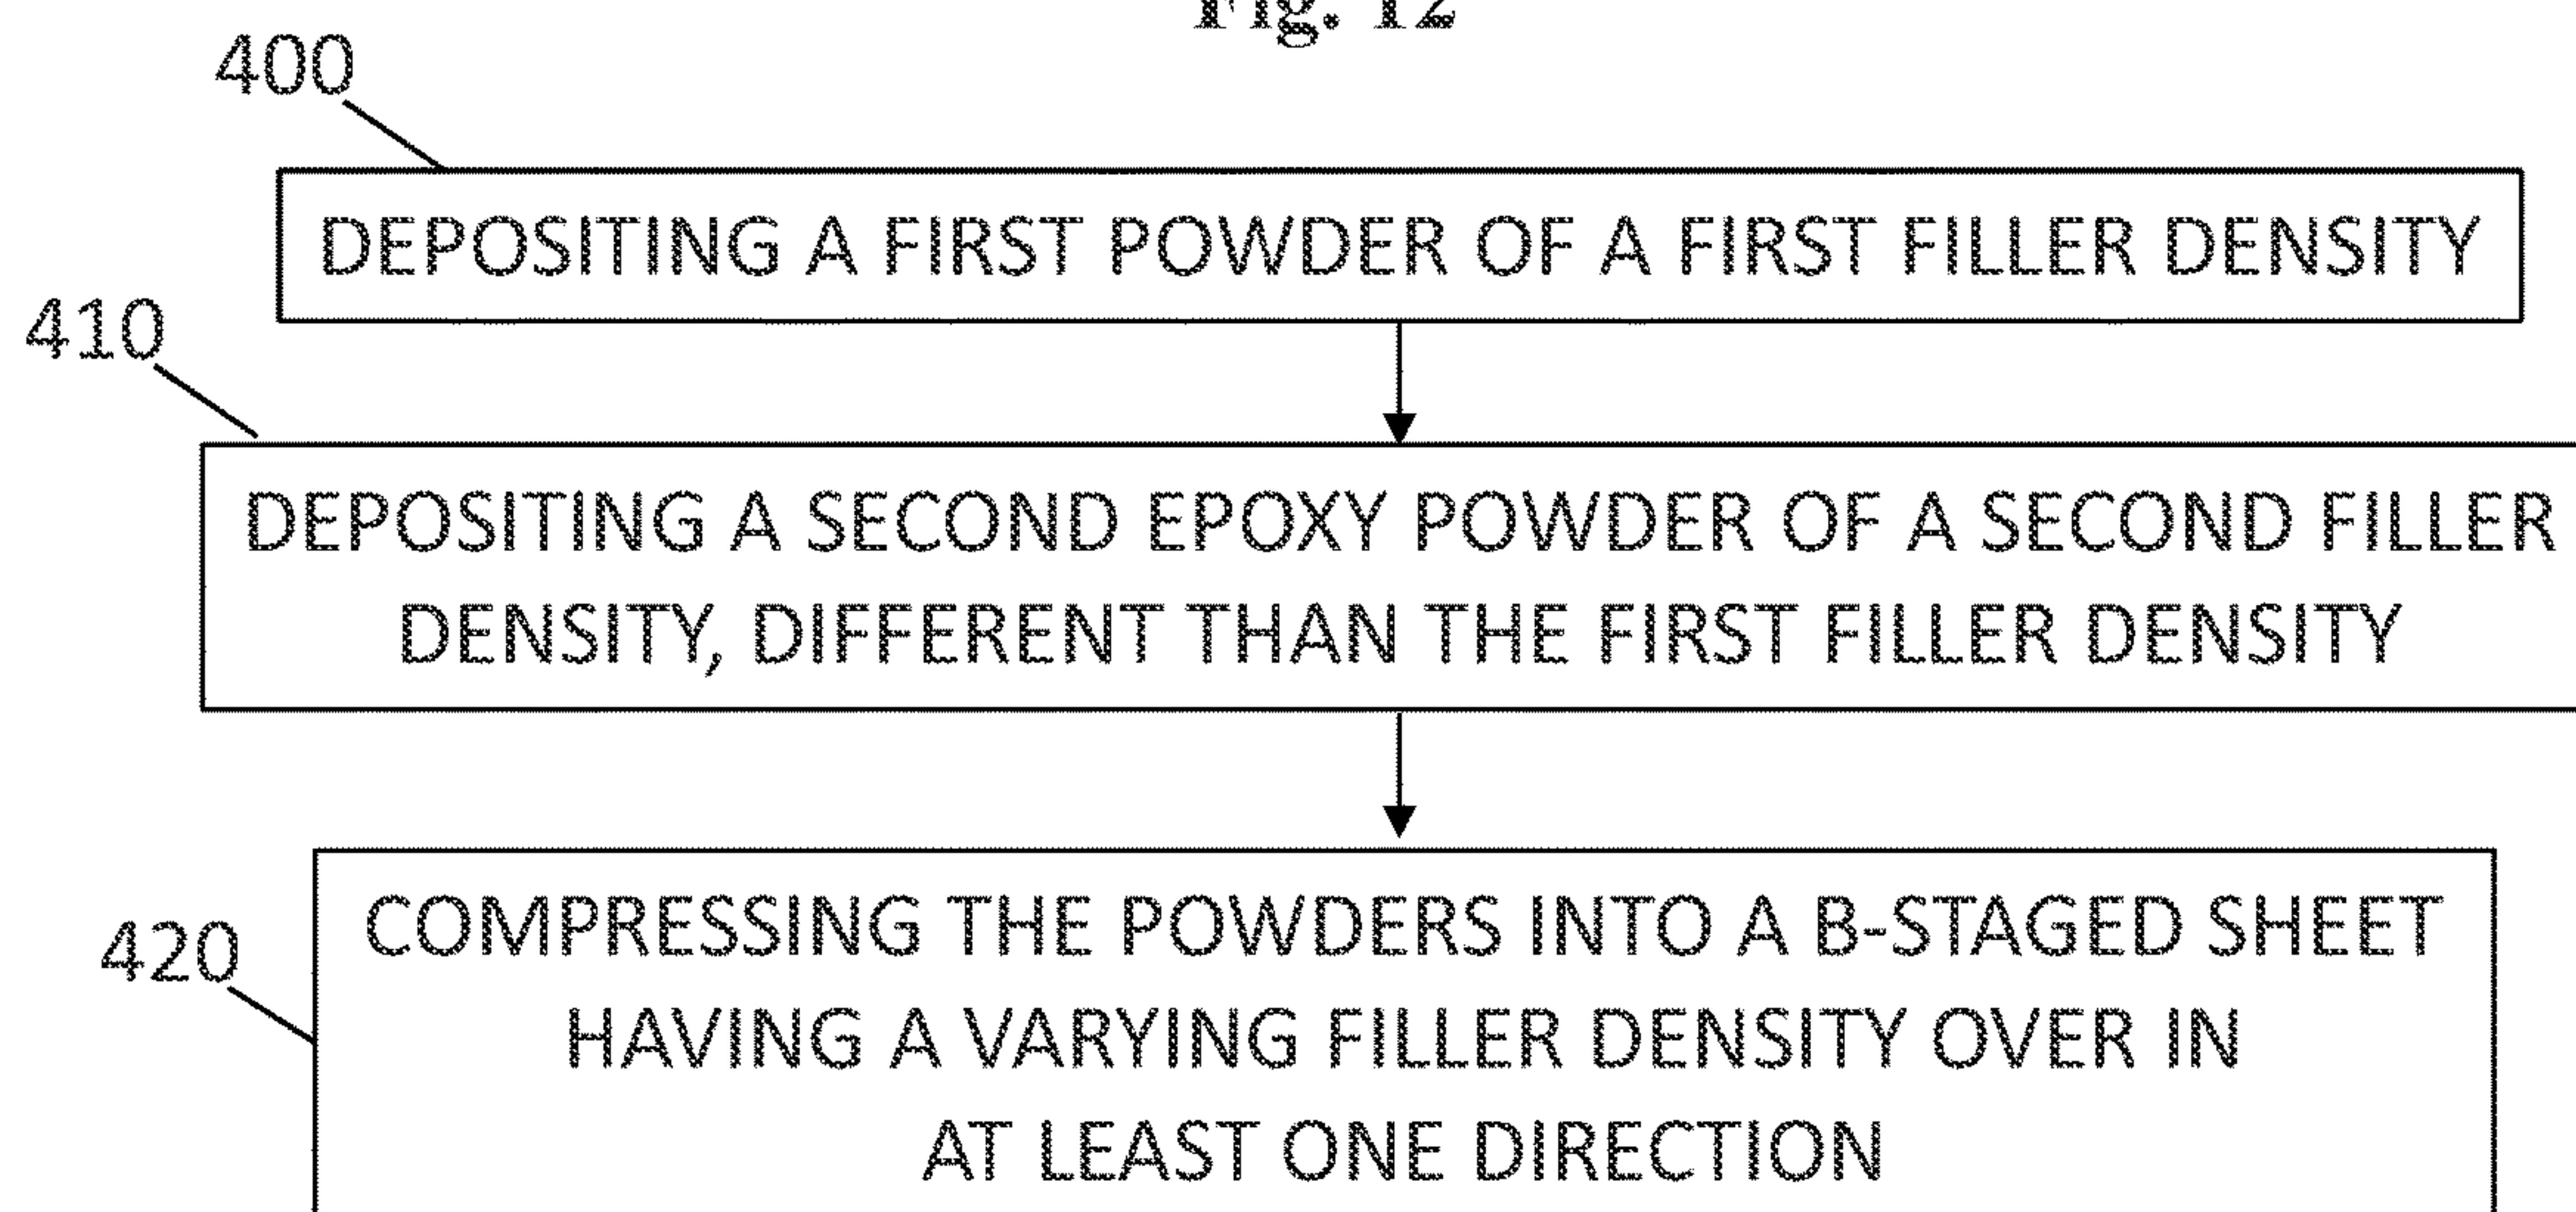 Fig. 12
400
DEPOSITING A FIRST POWDER OF A FIRST FILLER DENSITY
410
DEPOSITING A SECOND EPOXY POWDER OF A SECOND FILLER
DENSITY, DIFFERENT THAN THE FIRST FILLER DENSITY
420
COMPRESSING THE POWDERS INTO A B-STAGED SHEET
HAVING A VARYING FILLER DENSITY OVER IN
AT LEAST ONE DIRECTION